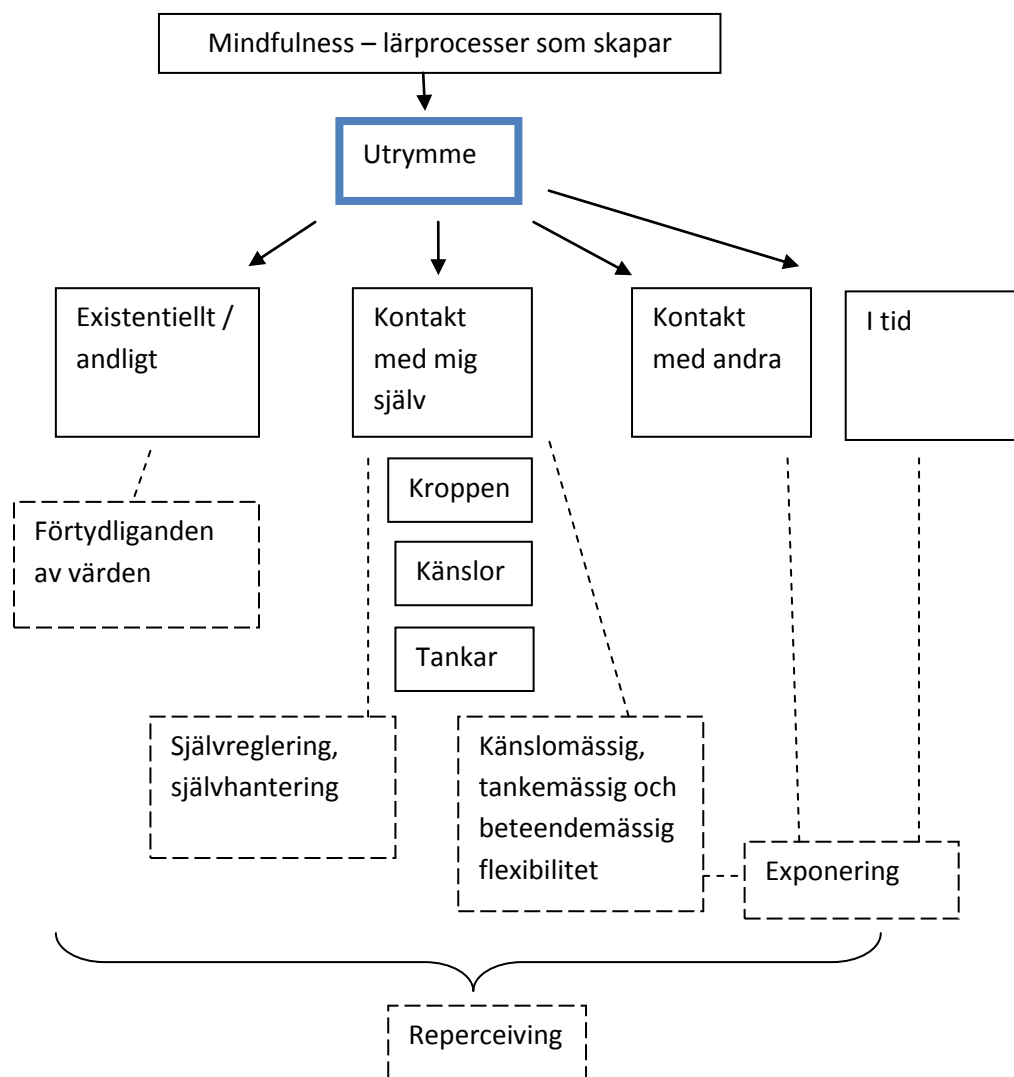 Mindfulness – lärprocesser som skapar
Utrymme
Existentiellt /
andligt
Kontakt
med mig
själv
Kontakt
med andra
I tid
Kroppen
Förtydliganden
av värden
Känslor
Tankar
Självreglering,
självhantering
Känslomässig,
tankemässig och
beteendemässig
flexibilitet
Exponering
Reperceiving